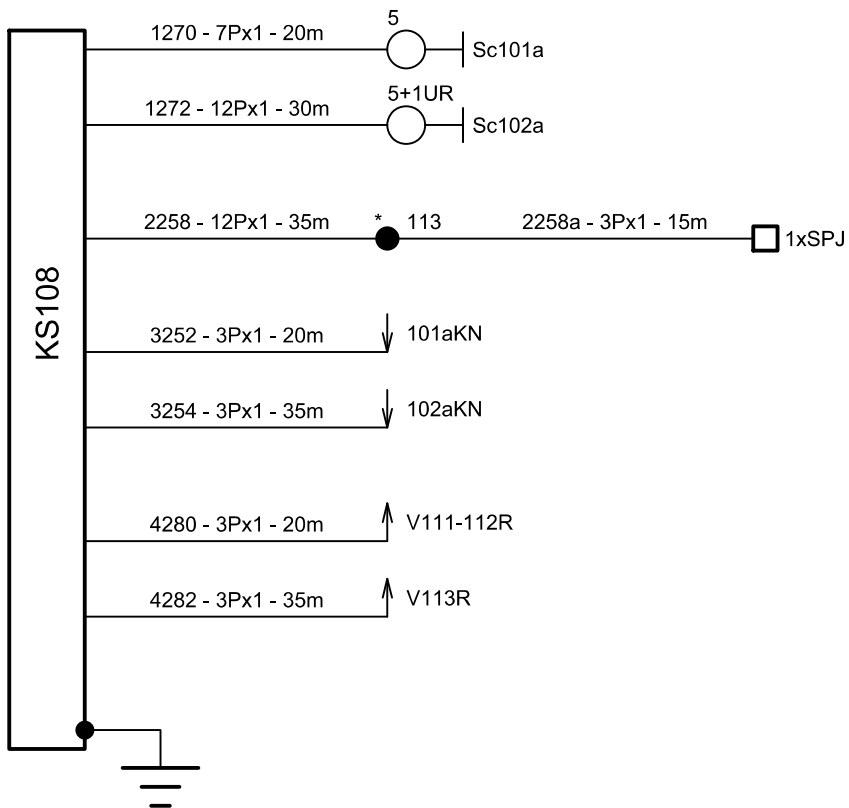 5
1270 - 7Px1 - 20m
Sc101a
5+1UR
1272 - 12Px1 - 30m
Sc102a
2258 - 12Px1 - 35m
*
113
2258a - 3Px1 - 15m
1xSPJ
KS108
3252 - 3Px1 - 20m
101aKN
3254 - 3Px1 - 35m
102aKN
4280 - 3Px1 - 20m
V111-112R
4282 - 3Px1 - 35m
V113R